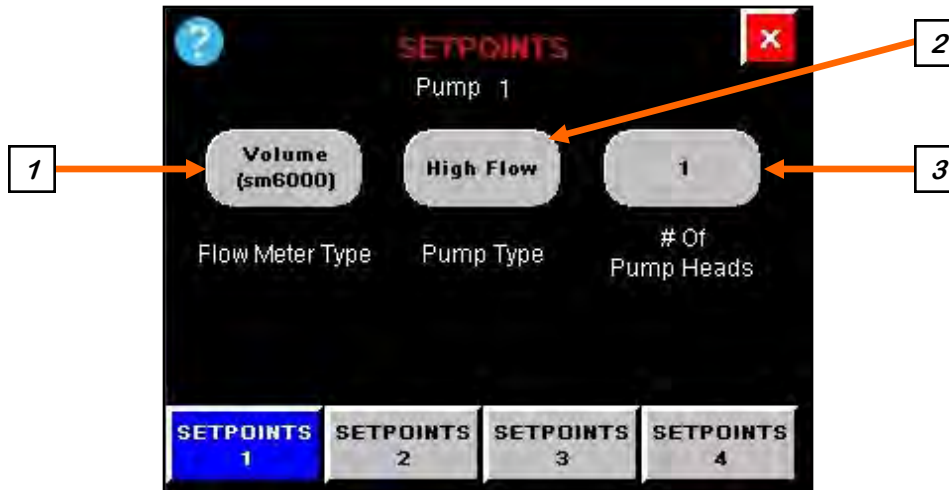 ?
SETPOINTS
X
2
Pump 1
1
Volume
(sm6000)
High Flow
1
3
Flow Meter Type
Pump Type
# Of
Pump Heads
SETPOINTS
1
SETPOINTS
2
SETPOINTS
3
SETPOINTS
4